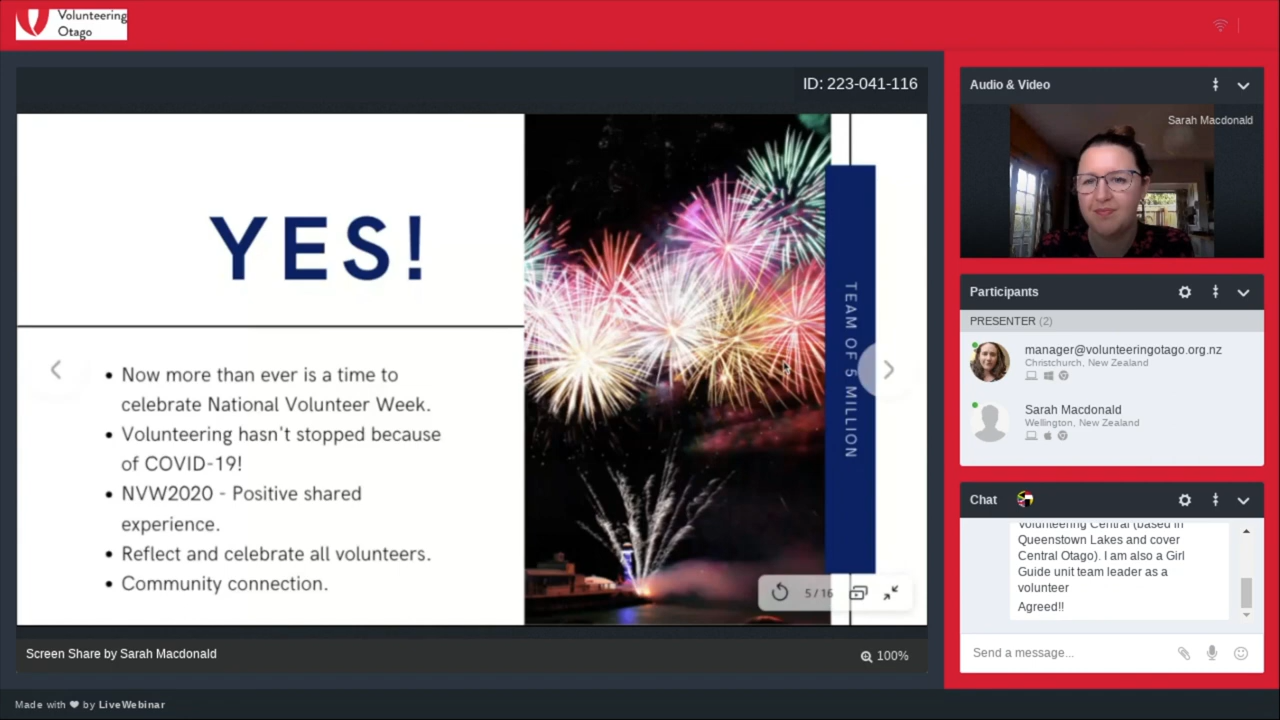 Volunteering
Otago
ID: 223-041-116
YES!
• Now more than ever is a time to
celebrate National Volunteer Week.
• Volunteering hasn't stopped because
of COVID-19!
• NVW2020 - Positive shared
experience.
• Reflect and celebrate all volunteers.
• Community connection.
TEAM OF 5 MILLION
5 / 16
Screen Share by Sarah Macdonald
100%
Audio & Video
Sarah Macdonald
Participants
PRESENTER (2)
manager@volunteeringotago.org.nz
Christchurch, New Zealand
Sarah Macdonald
Wellington, New Zealand
Chat
Volunteering Central (based in
Queenstown Lakes and cover
Central Otago). I am also a Girl
Guide unit team leader as a
volunteer
Agreed!!
Send a message...
Made with ❤ by LiveWebinar